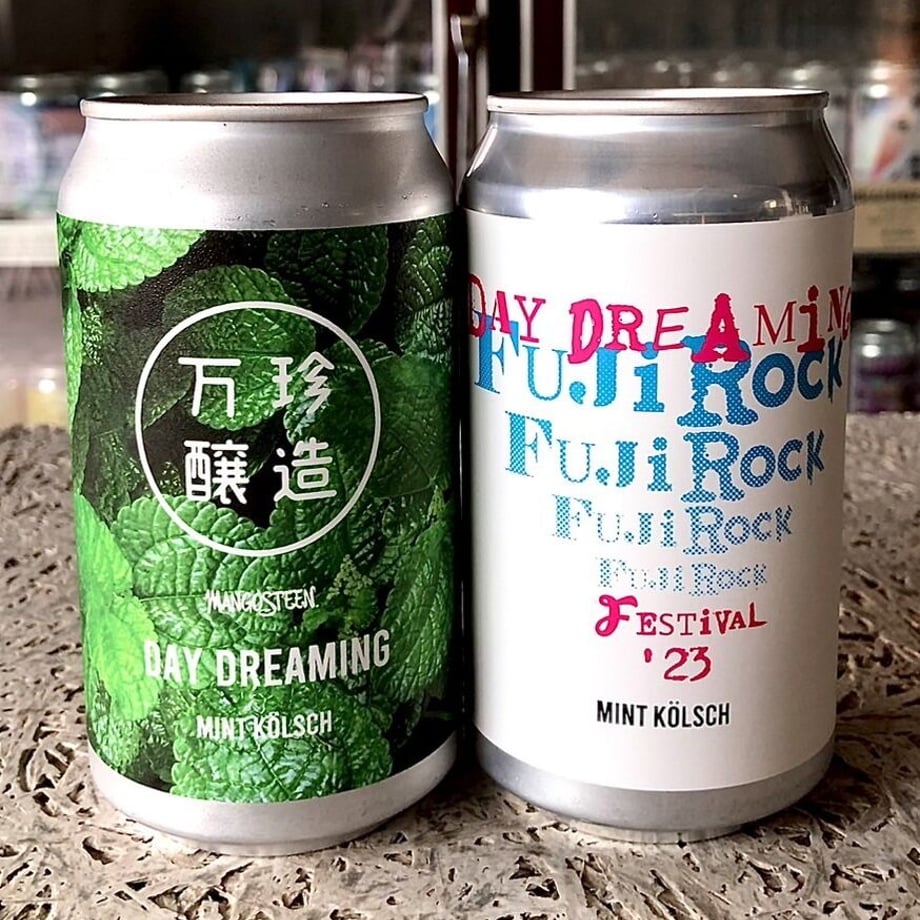 万珍
醸造
MANGOSTEEN.
DAY DREAMING
MINT KÖLSCH
DAY DREAMiNG
FUJi ROCK
FUJi ROCK
FUJi ROCK
FUJi ROCK
FESTiVAL
'23
MINT KÖLSCH